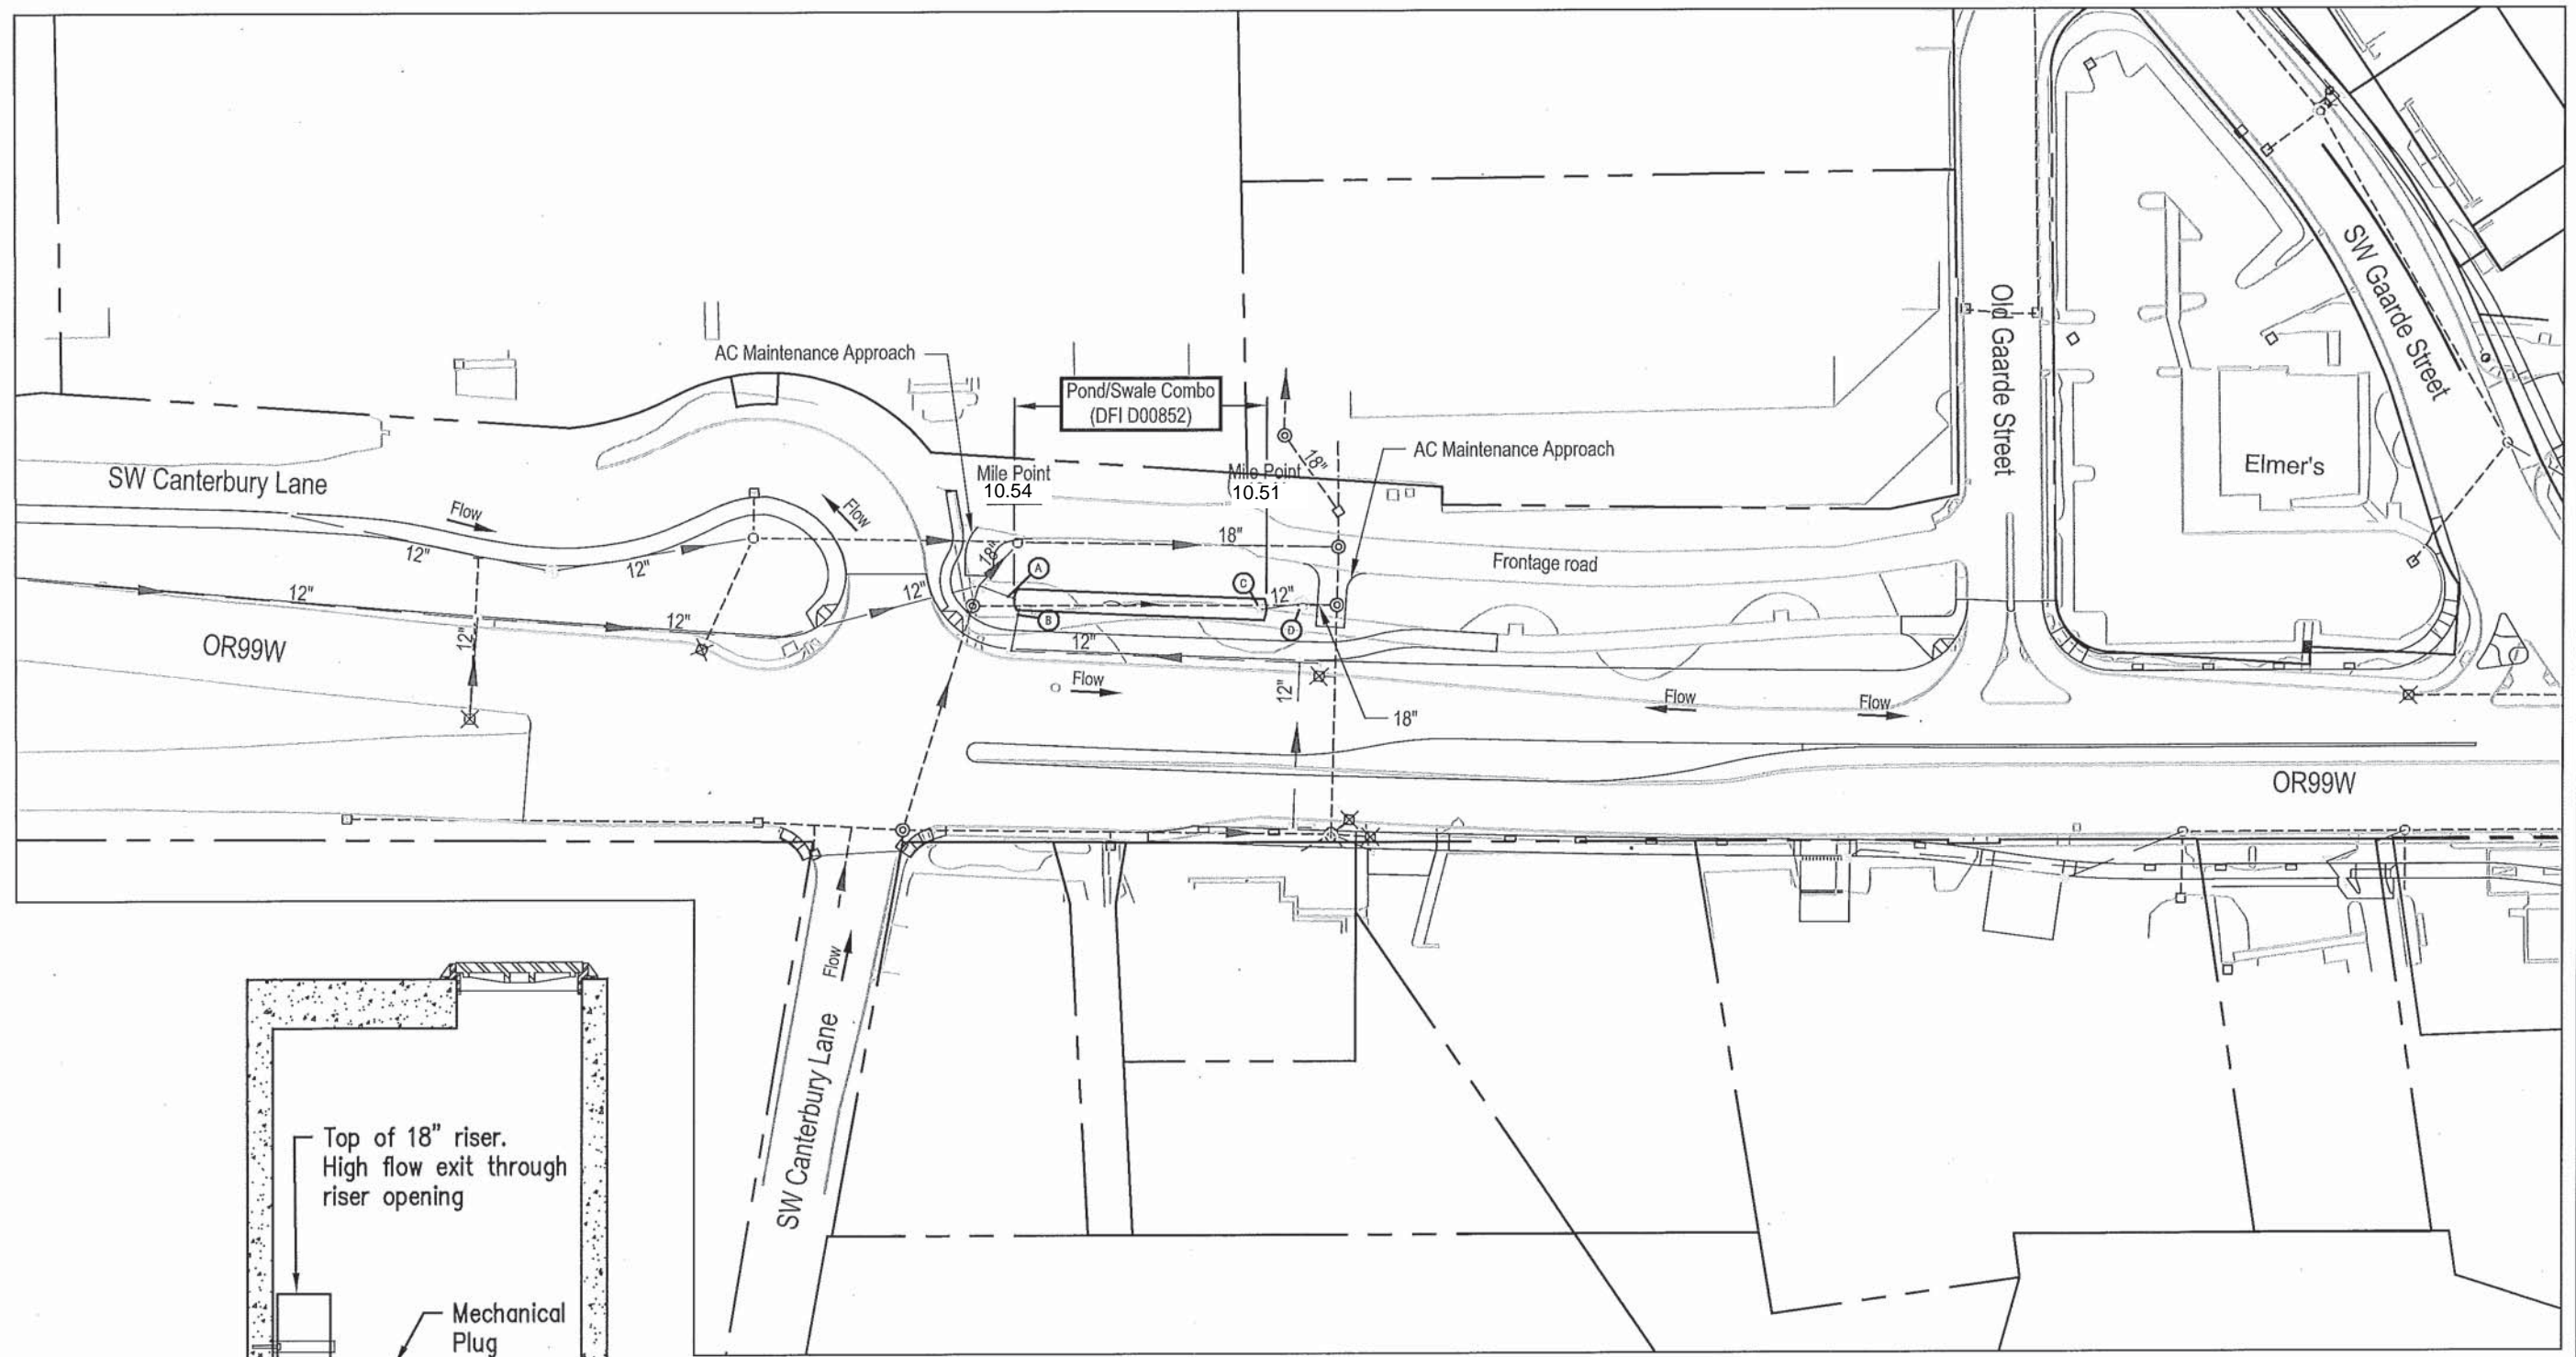 AC Maintenance Approach
Pond/Swale Combo
(DFI D00852)
AC Maintenance Approach
Mile Point
10.54
Mile Point
10.51
18"
SW Canterbury Lane
Flow
Flow
12"
12"
12"
12"
12"
12"
18"
18"
A
B
C
D
12"
12"
Frontage road
Old Gaarde Street
SW Gaarde Street
Elmer's
OR99W
Flow
12"
18"
Flow
Flow
OR99W
Flow
SW Canterbury Lane
Top of 18" riser.
High flow exit through
riser opening
Mechanical
Plug